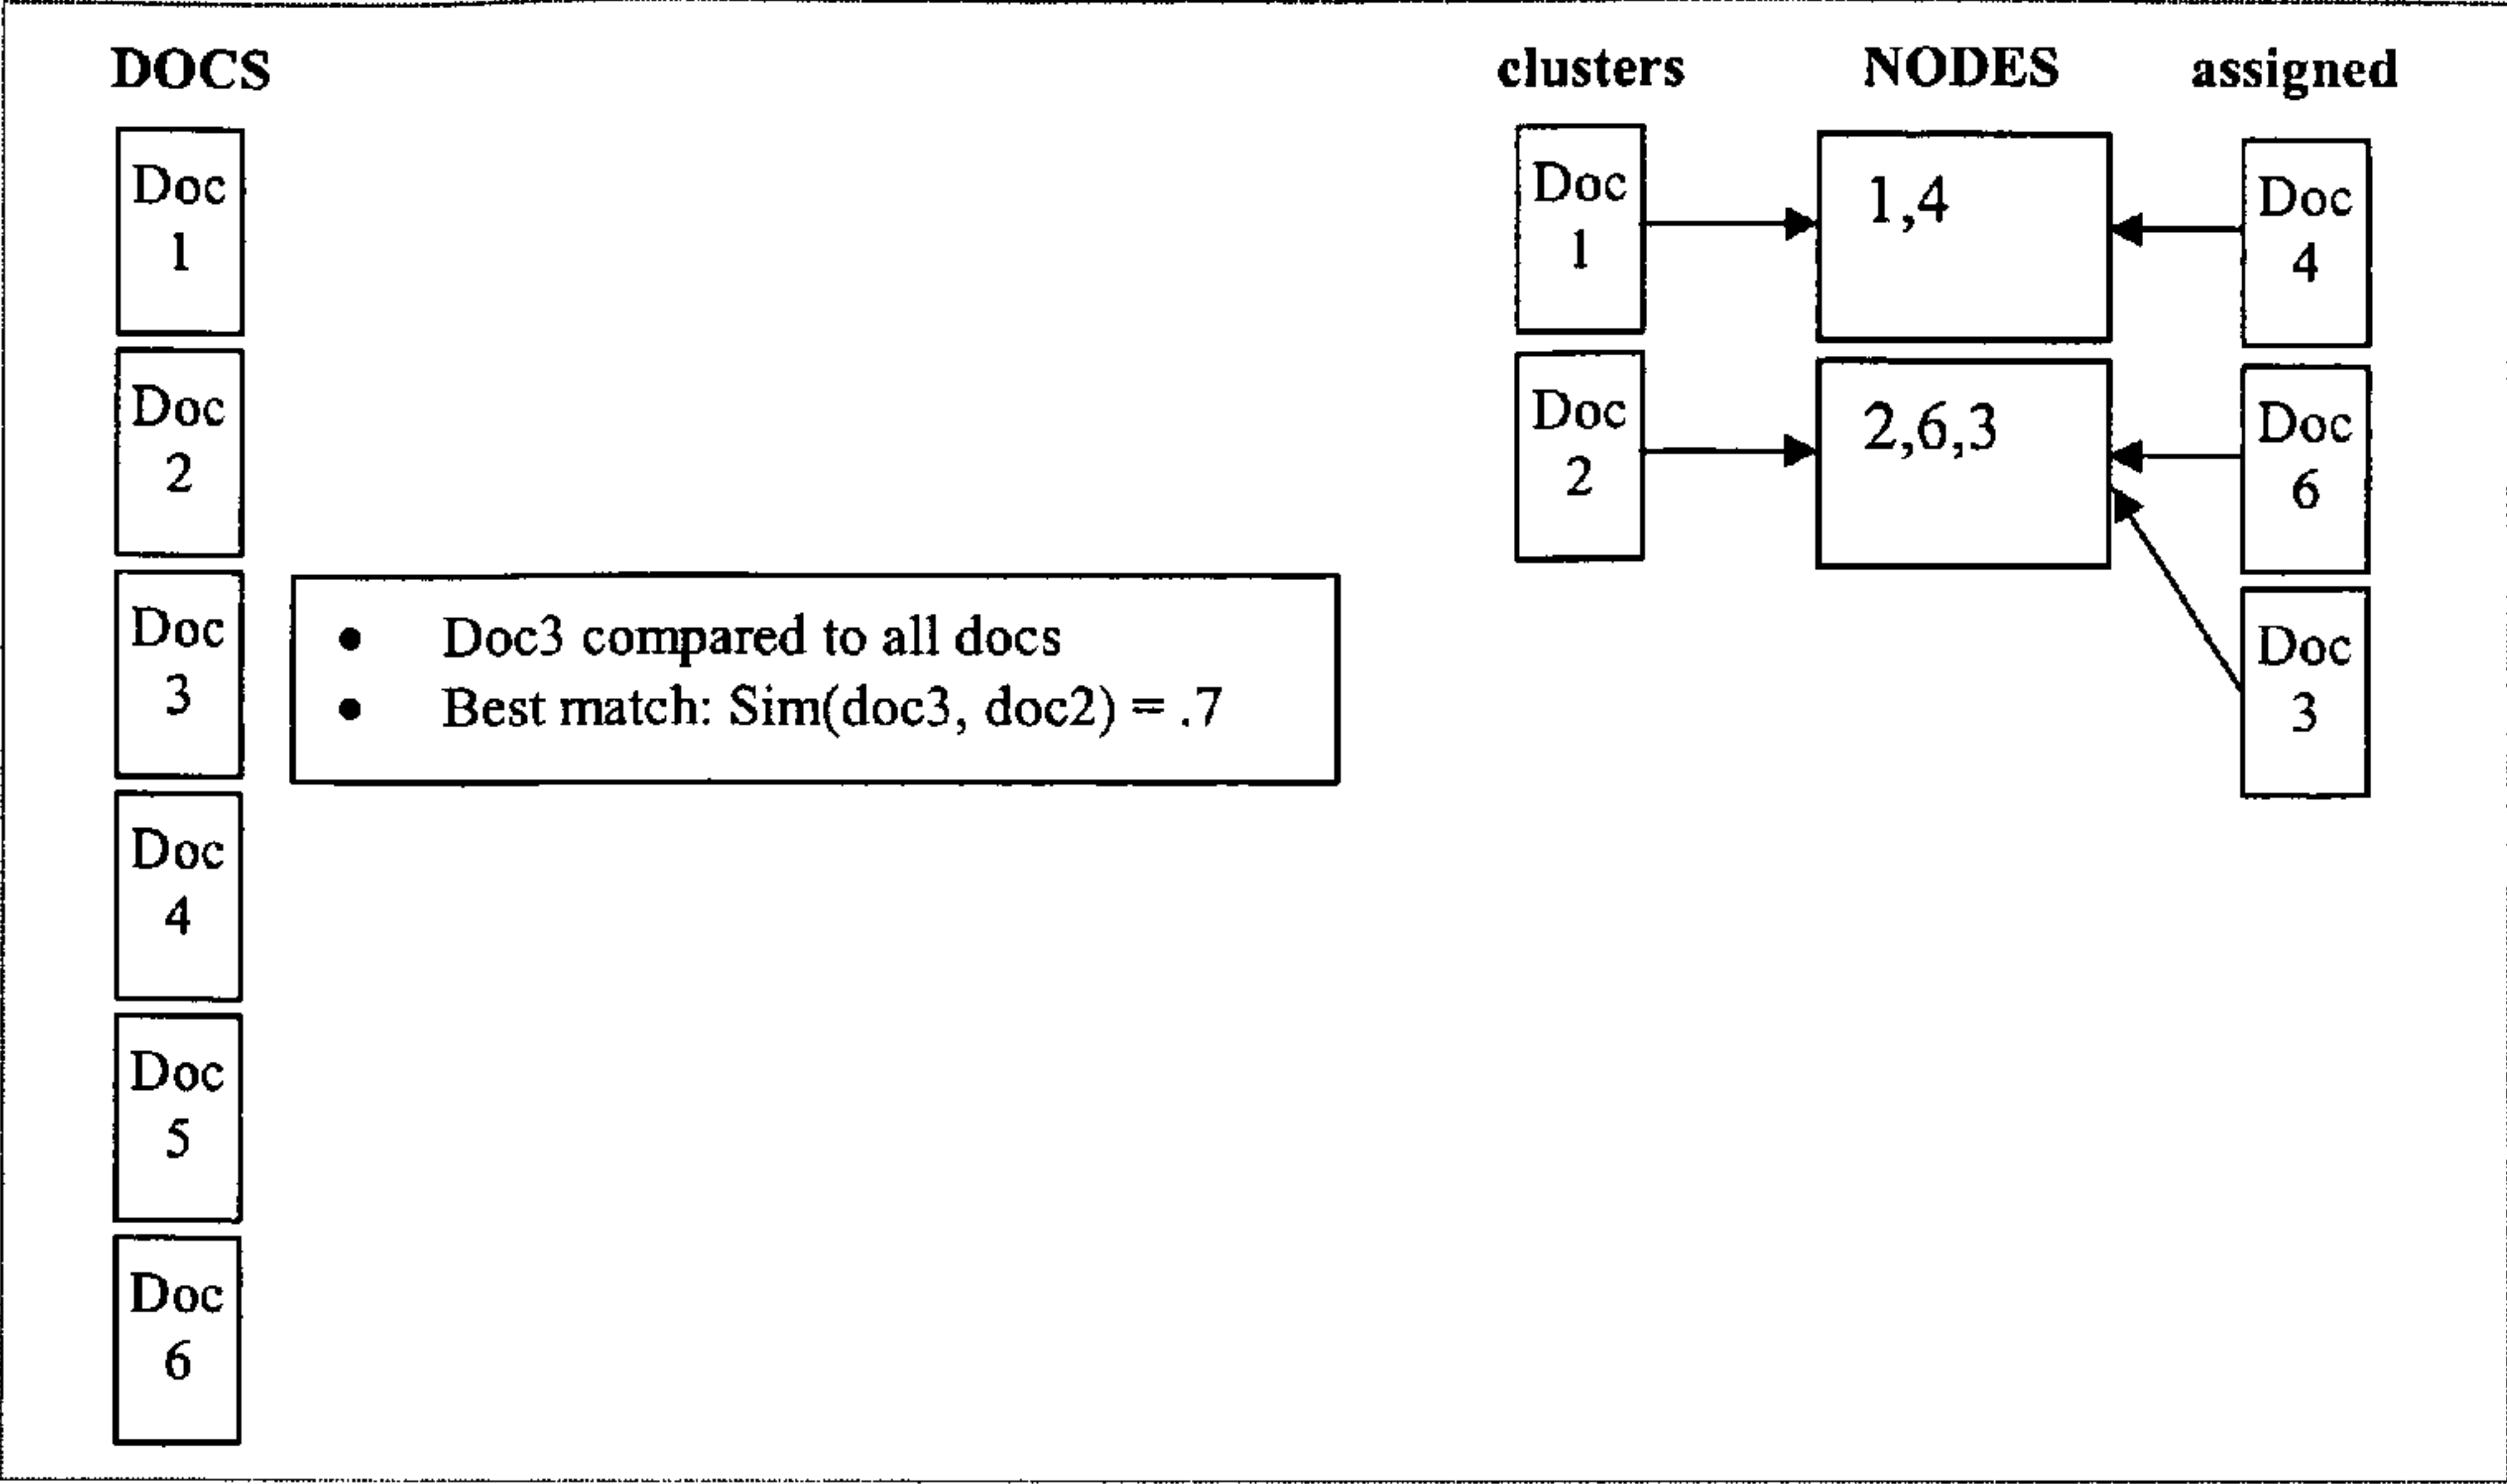 DOCS
Doc
1
Doc
2
Doc
3
Doc
4
Doc
5
Doc
6
• Doc3 compared to all docs
• Best match: Sim(doc3, doc2) = .7
clusters NODES assigned
Doc
1
1,4
Doc
4
Doc
2
2,6,3
Doc
6
Doc
3